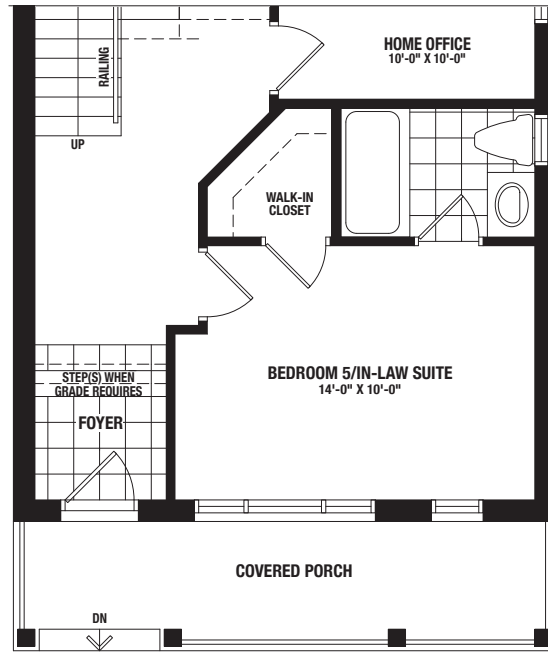 HOME OFFICE
10'-0" X 10'-0"
RAILING
UP
WALK-IN
CLOSET
BEDROOM 5/IN-LAW SUITE
14'-0" X 10'-0"
STEP(S) WHEN
GRADE REQUIRES
FOYER
COVERED PORCH
DN